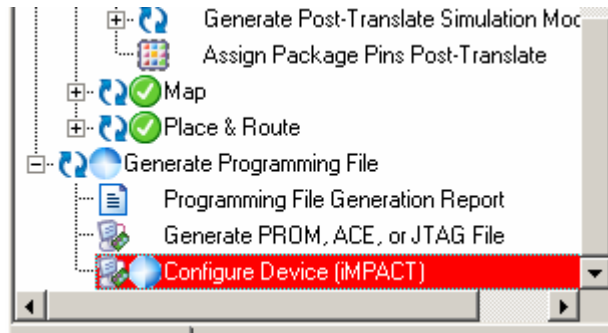 Generate Post-Translate Simulation Moc
Assign Package Pins Post-Translate
Map
Place & Route
Generate Programming File
Programming File Generation Report
Generate PROM, ACE, or JTAG File
Configure Device (iMPACT)